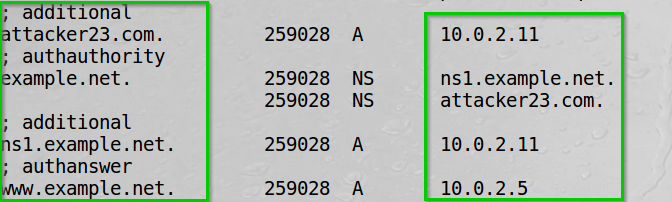 ; additional
attacker23.com. 259028 A 10.0.2.11
; authauthority
example.net. 259028 NS ns1.example.net.
259028 NS attacker23.com.
; additional
ns1.example.net. 259028 A 10.0.2.11
; authanswer
www.example.net. 259028 A 10.0.2.5